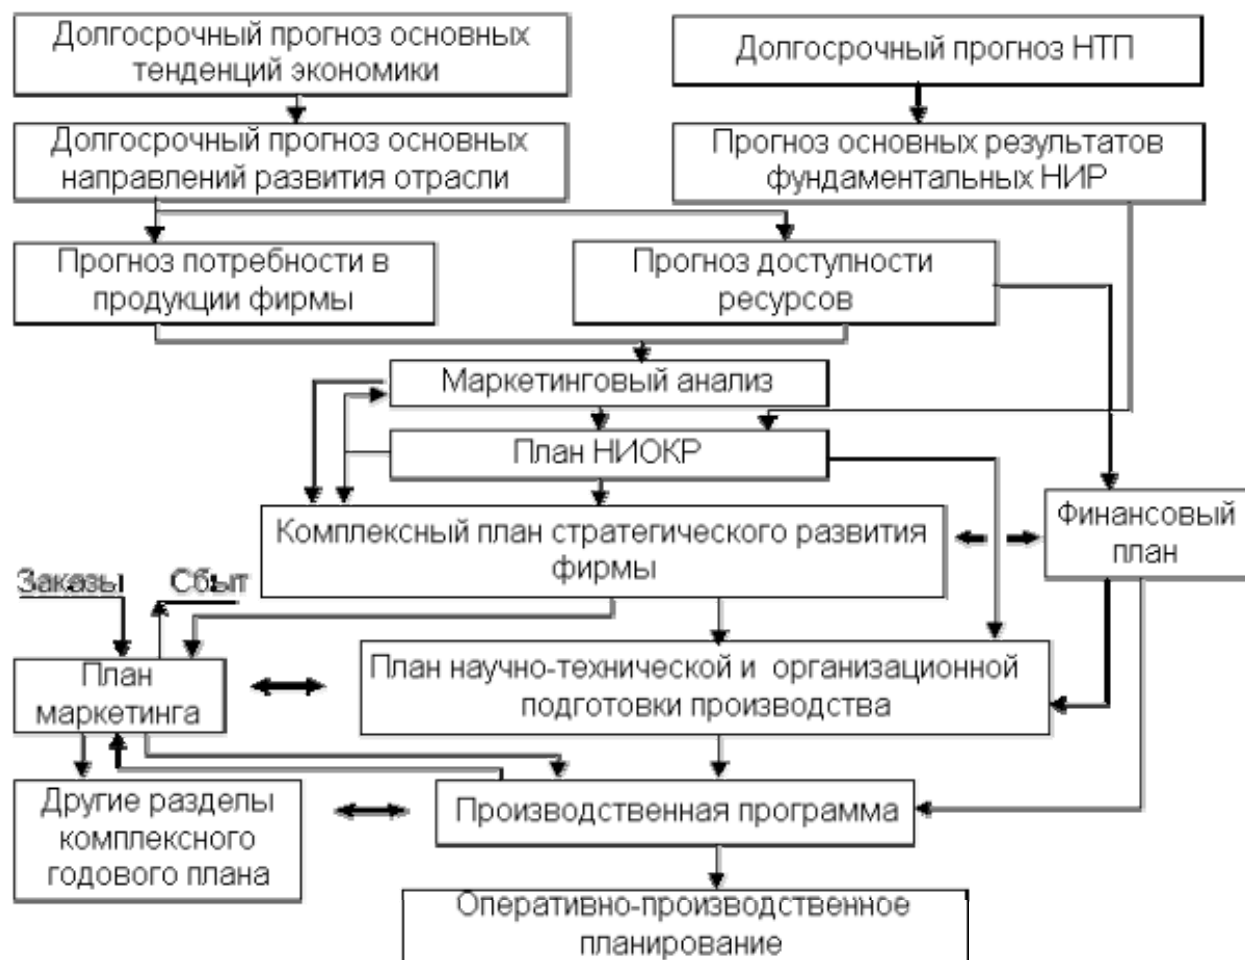 Долгосрочный прогноз основных
тенденций экономики
Долгосрочный прогноз НТП
Долгосрочный прогноз основных
направлений развития отрасли
Прогноз основных результатов
фундаментальных НИР
Прогноз потребности в
продукции фирмы
Прогноз доступности
ресурсов
Маркетинговый анализ
План НИОКР
Комплексный план стратегического развития
фирмы
Финансовый
план
Заказы
Сбыт
План
маркетинга
План научно-технической и организационной
подготовки производства
Другие разделы
комплексного
годового плана
Производственная программа
Оперативно-производственное
планирование